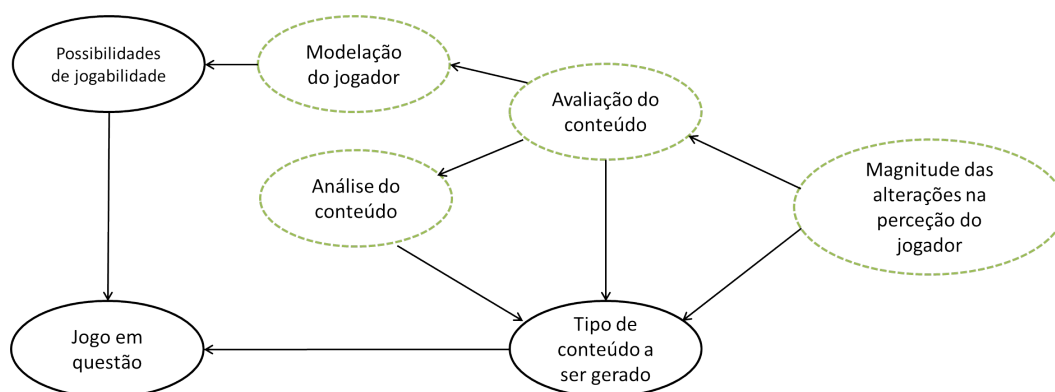 Possibilidades
de jogabilidade
Modelação
do jogador
Avaliação do
conteúdo
Análise do
conteúdo
Magnitude das
alterações na
perceção do
jogador
Jogo em
questão
Tipo de
conteúdo a
ser gerado